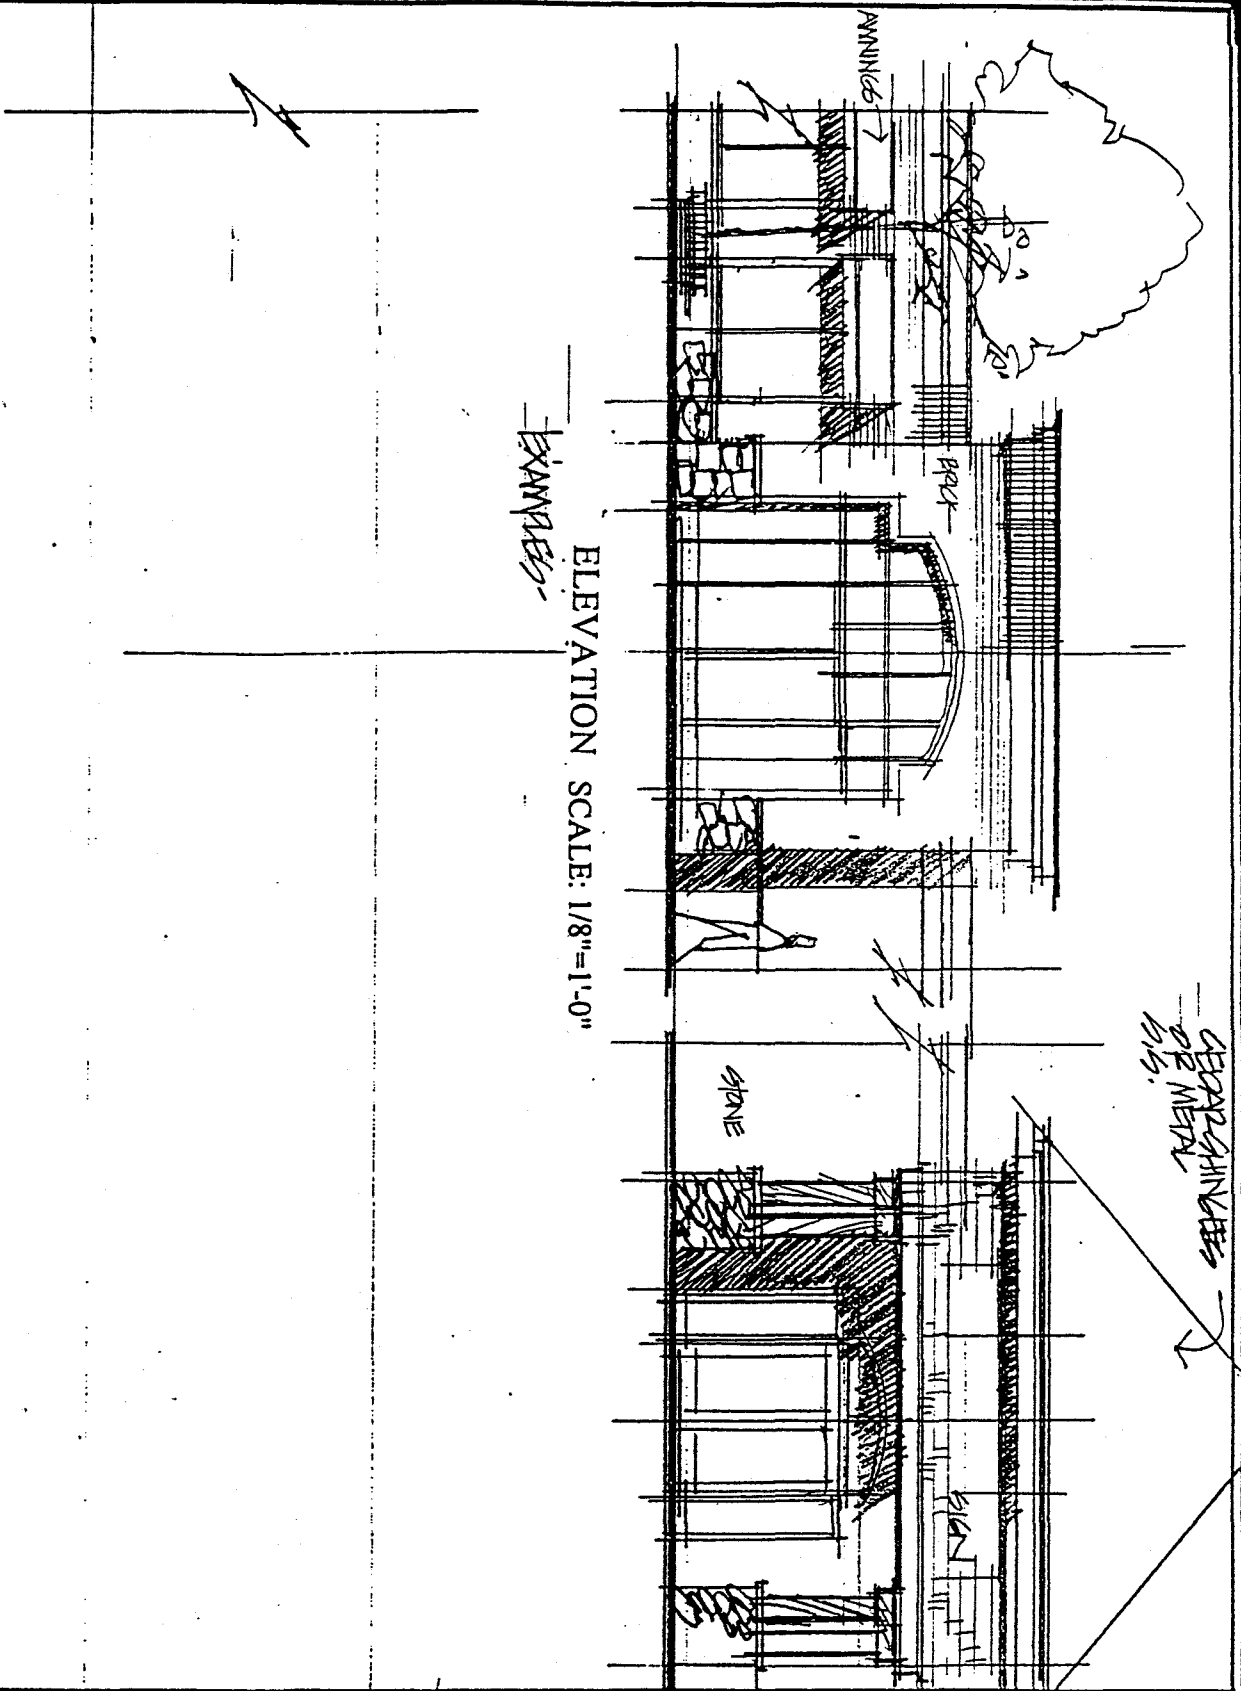 AWNINGS
BRICK
CEDAR SHINGLES
OR METAL
S.S.
STONE
SIGN
ELEVATION SCALE: 1/8"=1'-0"
EXAMPLES-